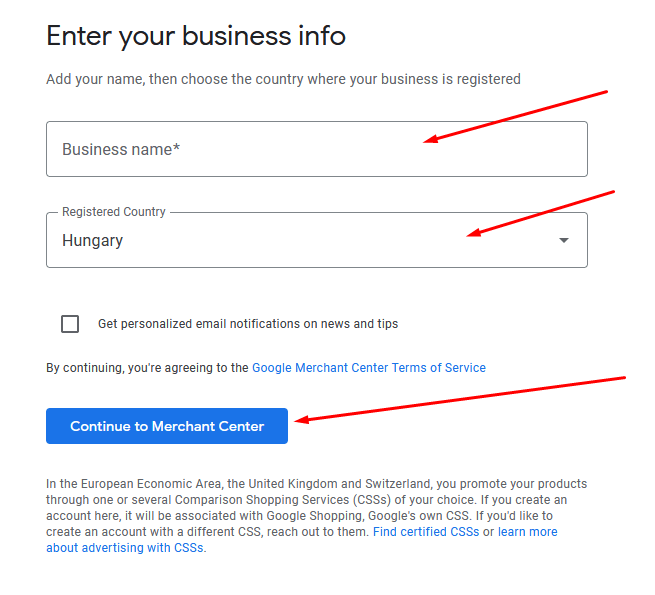 Enter your business info
Add your name, then choose the country where your business is registered
Business name*
Registered Country
Hungary
Get personalized email notifications on news and tips
By continuing, you're agreeing to the Google Merchant Center Terms of Service
Continue to Merchant Center
In the European Economic Area, the United Kingdom and Switzerland, you promote your products
through one or several Comparison Shopping Services (CSSs) of your choice. If you create an
account here, it will be associated with Google Shopping, Google's own CSS. If you'd like to
create an account with a different CSS, reach out to them. Find certified CSSs or learn more
about advertising with CSSs.